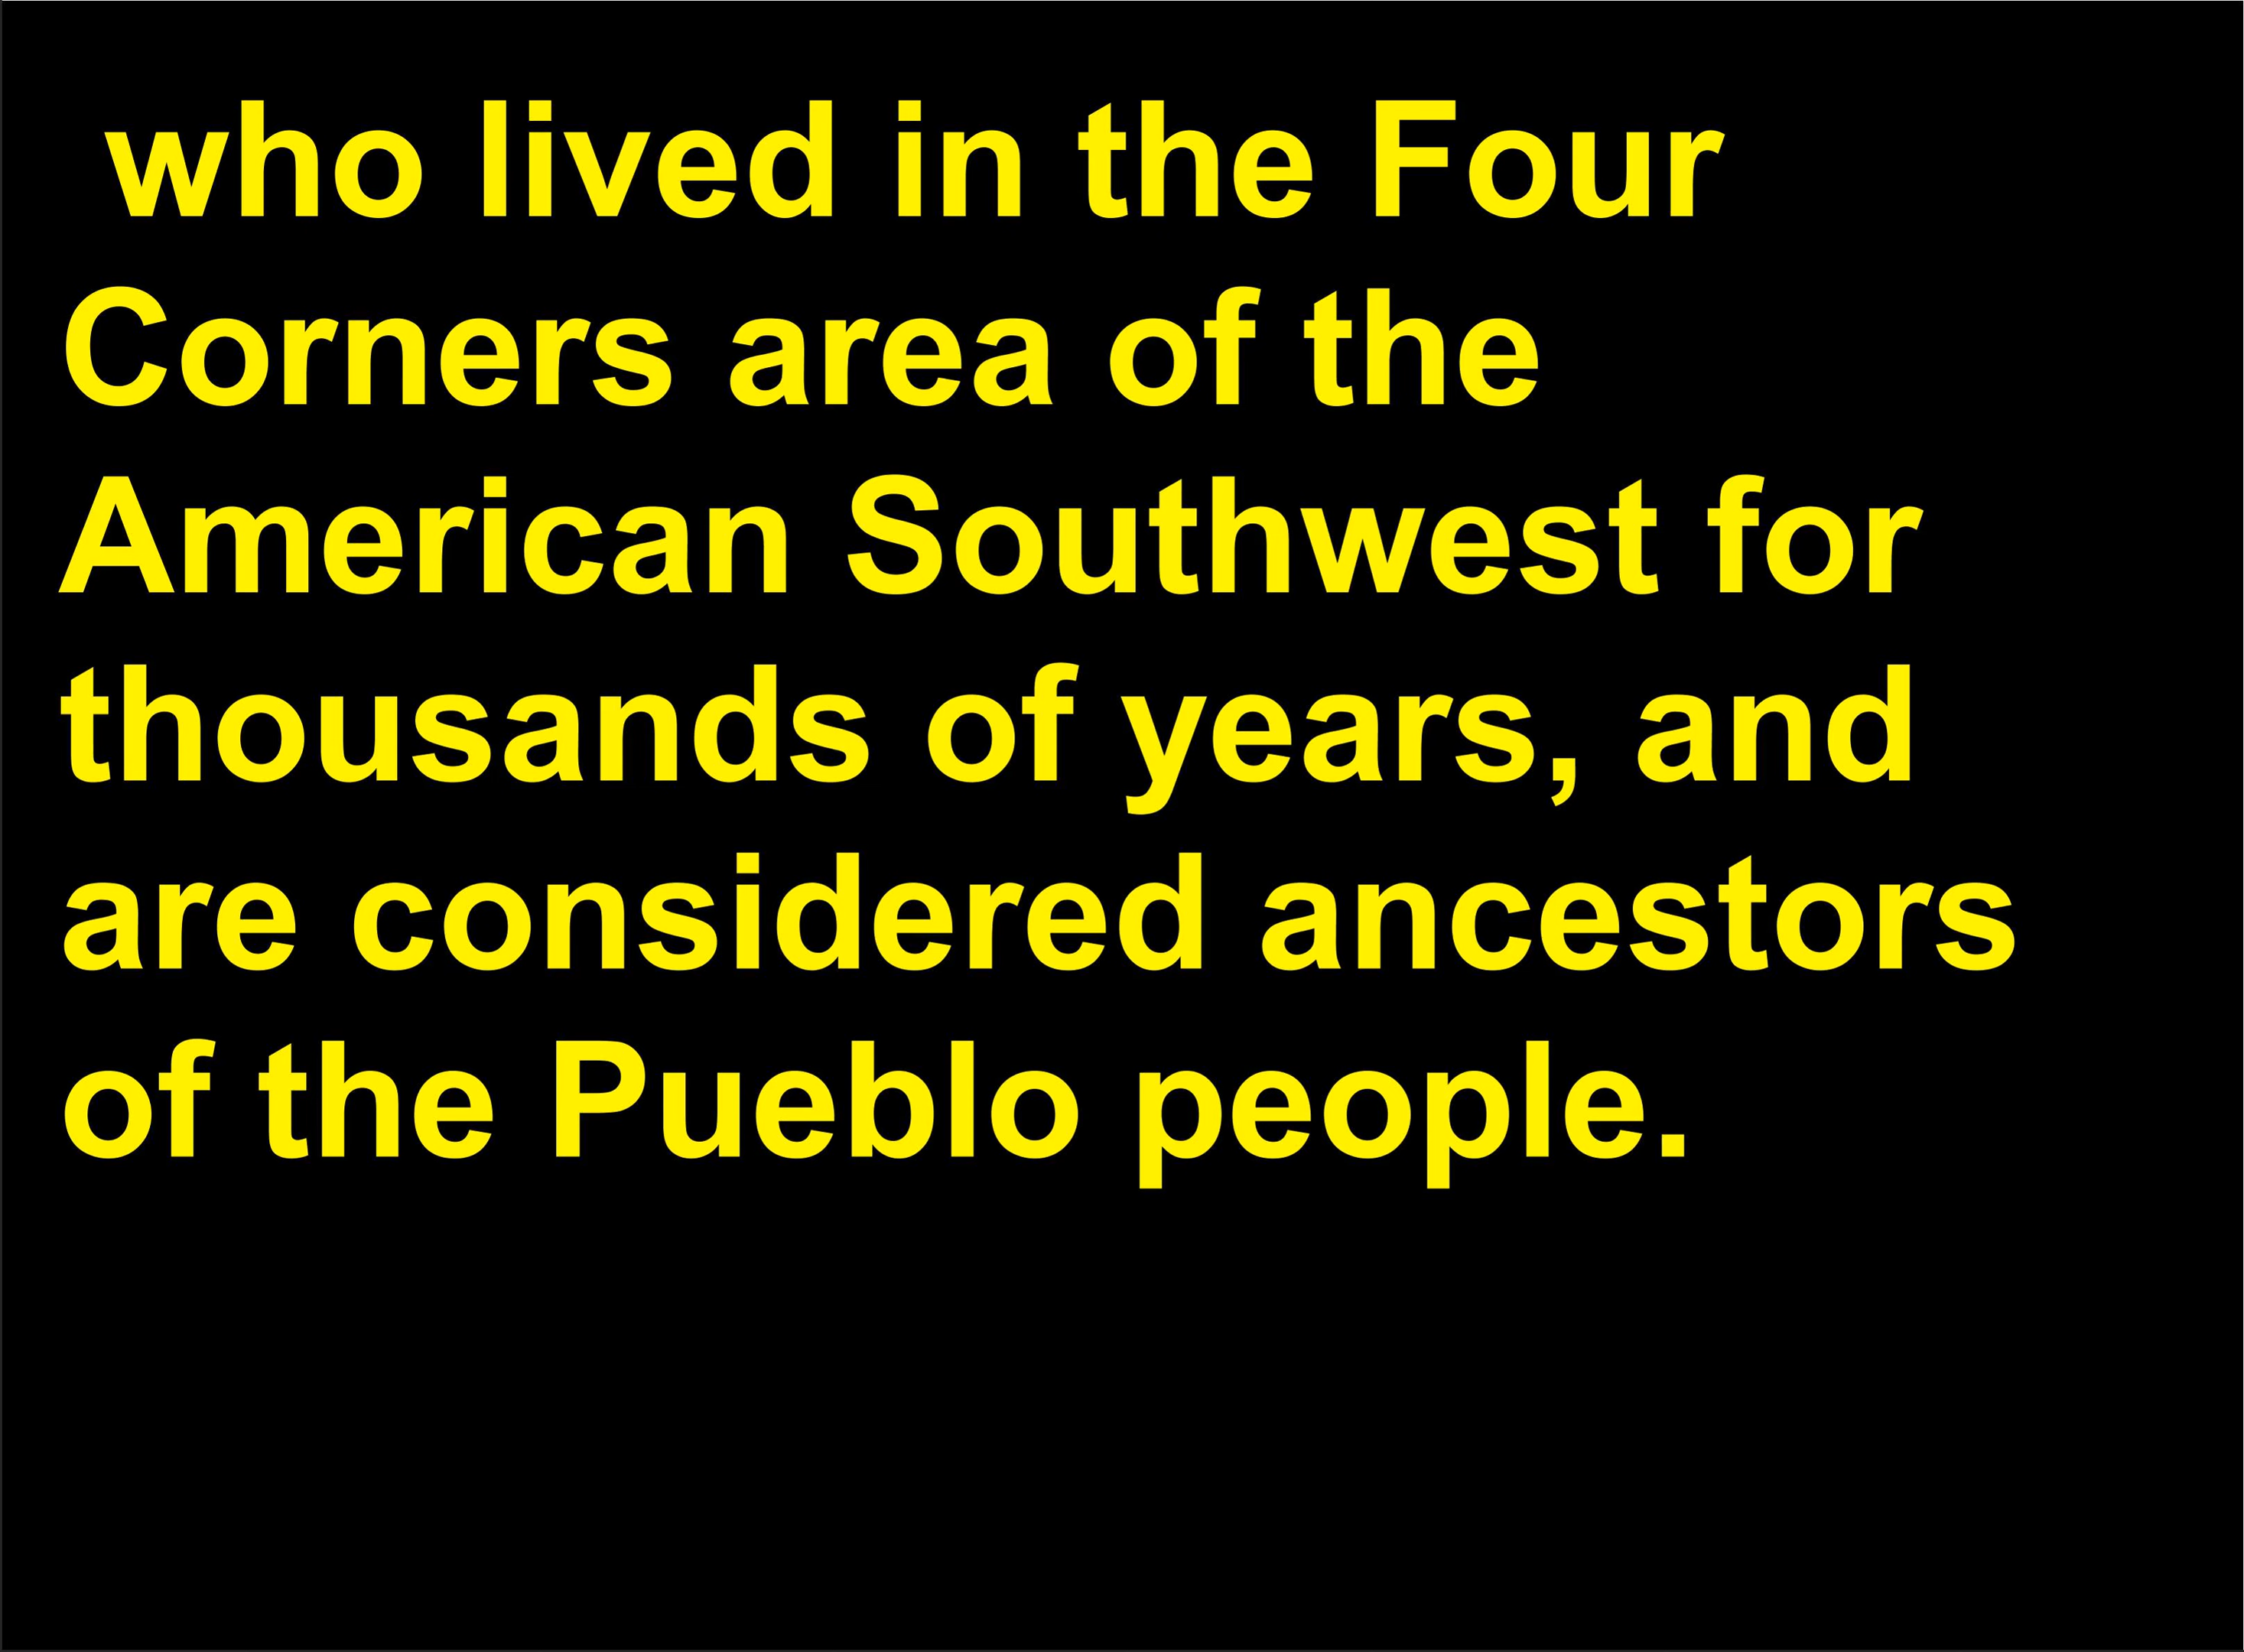 who lived in the Four
Corners area of the
American Southwest for
thousands of years, and
are considered ancestors
of the Pueblo people.